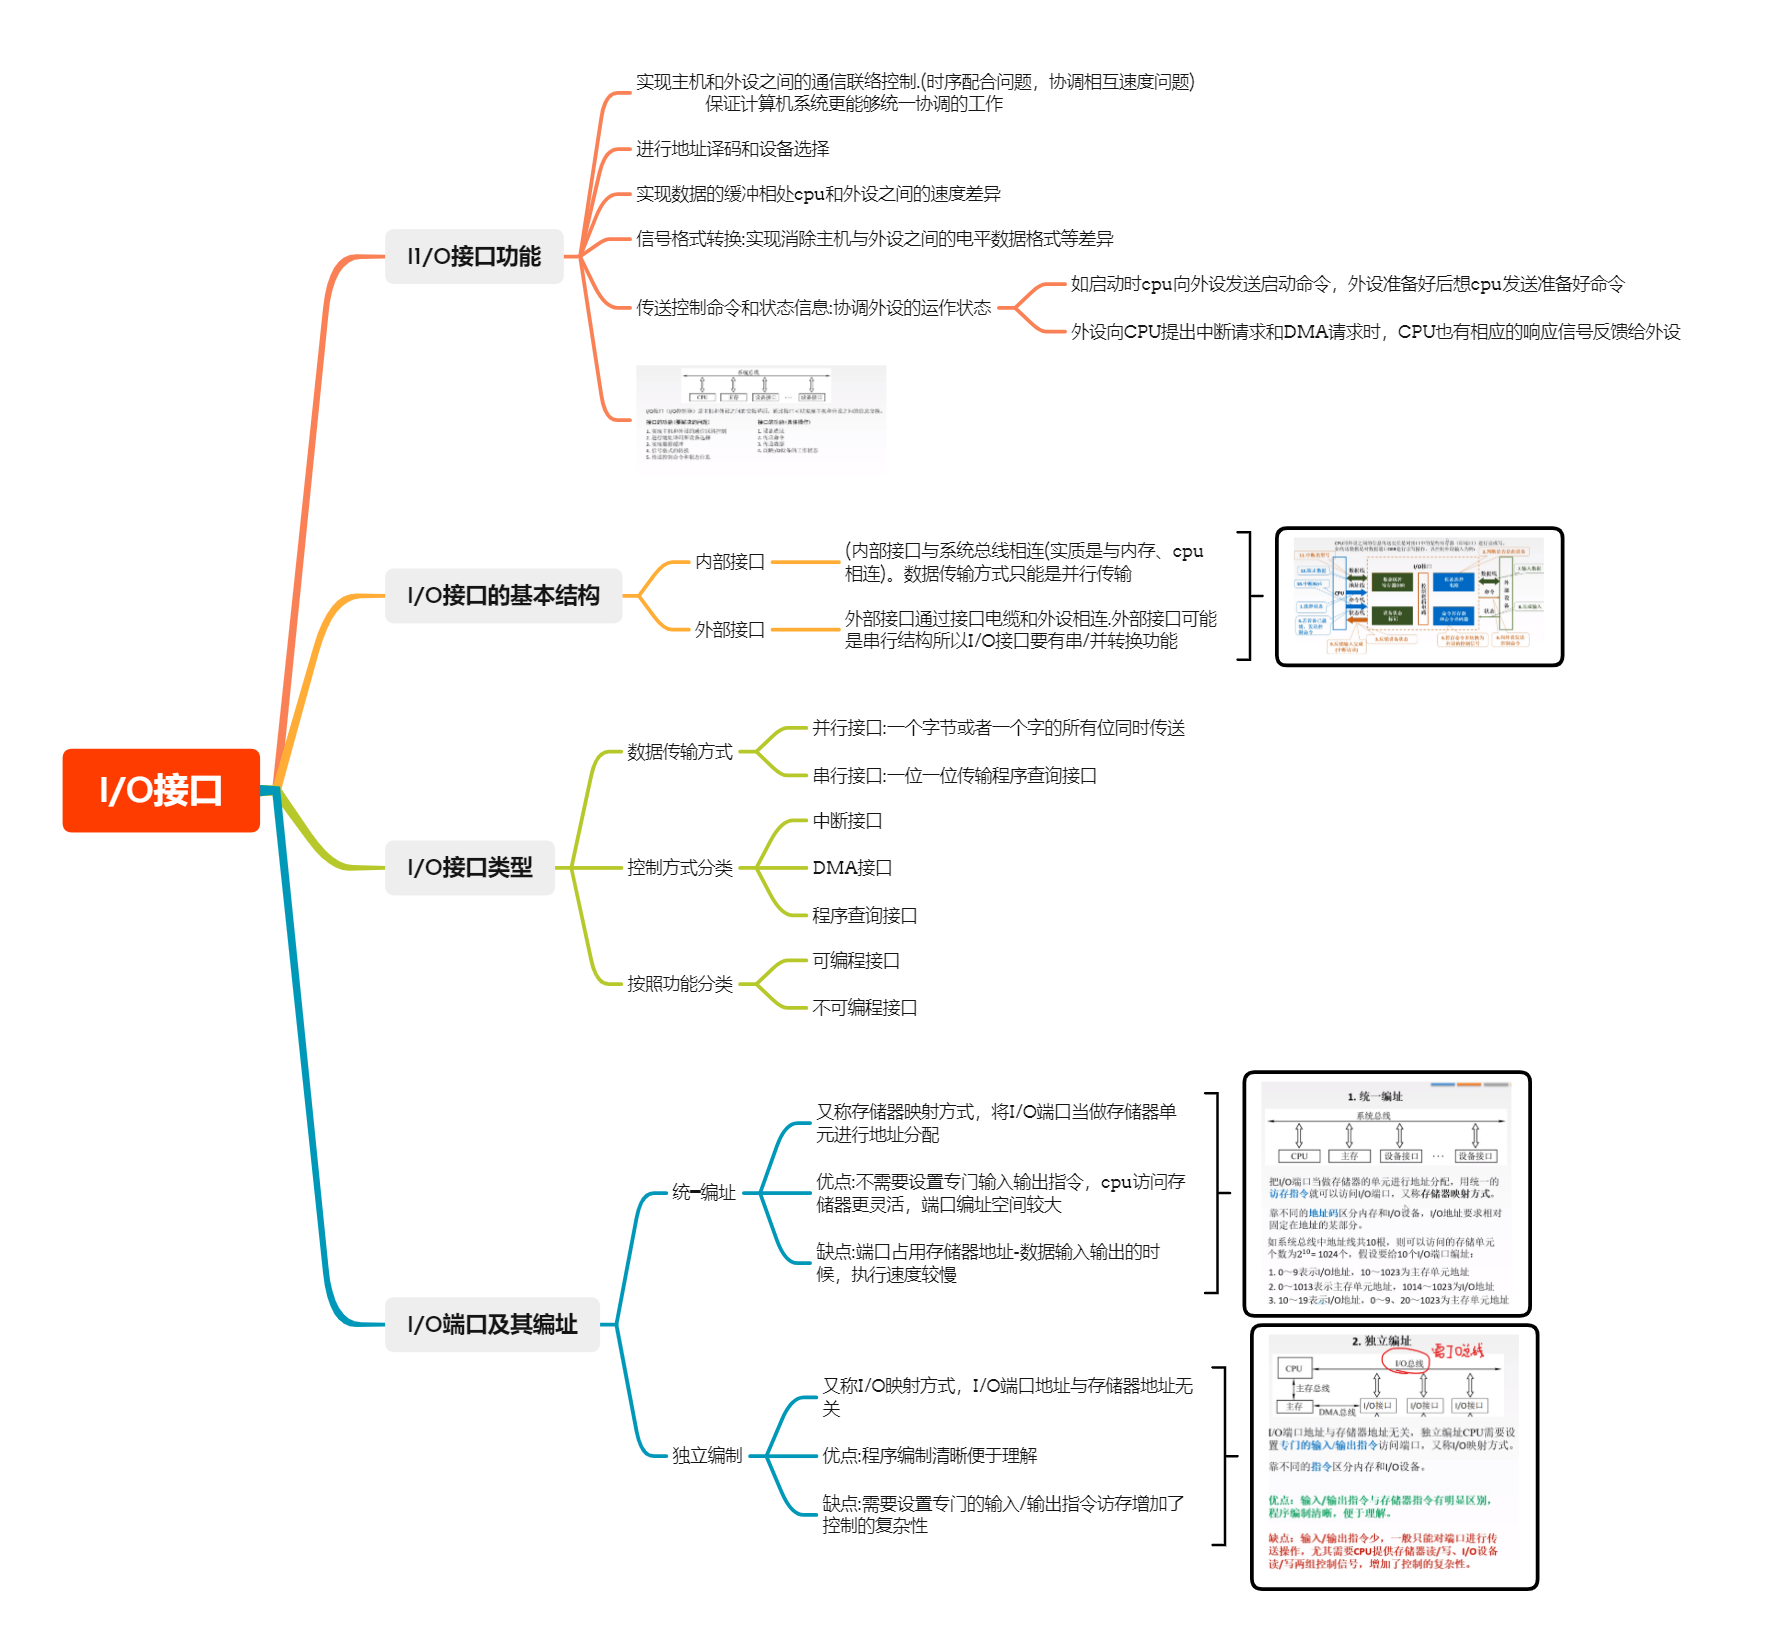 I/O接口
I1/O接口功能
实现主机和外设之间的通信联络控制.(时序配合问题，协调相互速度问题)
保证计算机系统更能够统一协调的工作
进行地址译码和设备选择
实现数据的缓冲相处cpu和外设之间的速度差异
信号格式转换:实现消除主机与外设之间的电平数据格式等差异
传送控制命令和状态信息:协调外设的运作状态
如启动时cpu向外设发送启动命令，外设准备好后想cpu发送准备好命令
外设向CPU提出中断请求和DMA请求时，CPU也有相应的响应信号反馈给外设
系统总线
CPU
主存
设备接口
…
设备接口
I/O接口的基本结构
内部接口
(内部接口与系统总线相连(实质是与内存、cpu
相连)。数据传输方式只能是并行传输
外部接口
外部接口通过接口电缆和外设相连.外部接口可能
是串行结构所以I/O接口要有串/并转换功能
I/O接口
CPU
数据线
地址线
命令线
状态线
数据线
命令
状态
外部设备
I/O接口类型
数据传输方式
并行接口:一个字节或者一个字的所有位同时传送
串行接口:一位一位传输程序查询接口
控制方式分类
中断接口
DMA接口
程序查询接口
按照功能分类
可编程接口
不可编程接口
I/O端口及其编址
统一编址
又称存储器映射方式，将I/O端口当做存储器单
元进行地址分配
优点:不需要设置专门输入输出指令，cpu访问存
储器更灵活，端口编址空间较大
缺点:端口占用存储器地址-数据输入输出的时
候，执行速度较慢
1. 统一编址
系统总线
CPU
主存
设备接口
…
设备接口
把I/O端口当做存储器的单元进行地址分配，用统一的
访存指令就可以访问I/O端口，又称存储器映射方式。
靠不同的地址码区分内存和I/O设备，I/O地址要求相对
固定在地址的某部分。
如系统总线中地址线共10根，则可以访问的存储单元
个数为2¹⁰= 1024个，假设要给10个I/O端口编址：
1. 0～9表示I/O地址，10～1023为主存单元地址
2. 0～1013表示主存单元地址，1014～1023为I/O地址
3. 10～19表示I/O地址，0～9、20～1023为主存单元地址
独立编制
又称I/O映射方式，I/O端口地址与存储器地址无
关
优点:程序编制清晰便于理解
缺点:需要设置专门的输入/输出指令访存增加了
控制的复杂性
2. 独立编址
CPU
I/O总线
主存总线
主存
DMA总线
I/O接口
I/O接口
I/O接口
I/O端口地址与存储器地址无关，独立编址CPU需要设
置专门的输入/输出指令访问端口，又称I/O映射方式。
靠不同的指令区分内存和I/O设备。
优点：输入/输出指令与存储器指令有明显区别，
程序编制清晰，便于理解。
缺点：输入/输出指令少，一般只能对端口进行传
送操作，尤其需要CPU提供存储器读/写、I/O设备
读/写两组控制信号，增加了控制的复杂性。